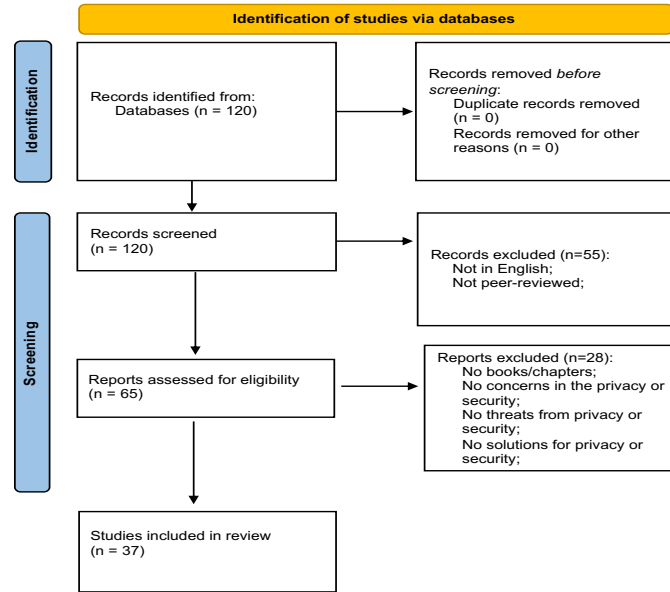 Identification of studies via databases
Identification
Records identified from:
Databases (n = 120)
Records removed before
screening:
Duplicate records removed
(n = 0)
Records removed for other
reasons (n = 0)
Screening
Records screened
(n = 120)
Records excluded (n=55):
Not in English;
Not peer-reviewed;
Reports assessed for eligibility
(n = 65)
Reports excluded (n=28):
No books/chapters;
No concerns in the privacy or
security;
No threats from privacy or
security;
No solutions for privacy or
security;
Studies included in review
(n = 37)